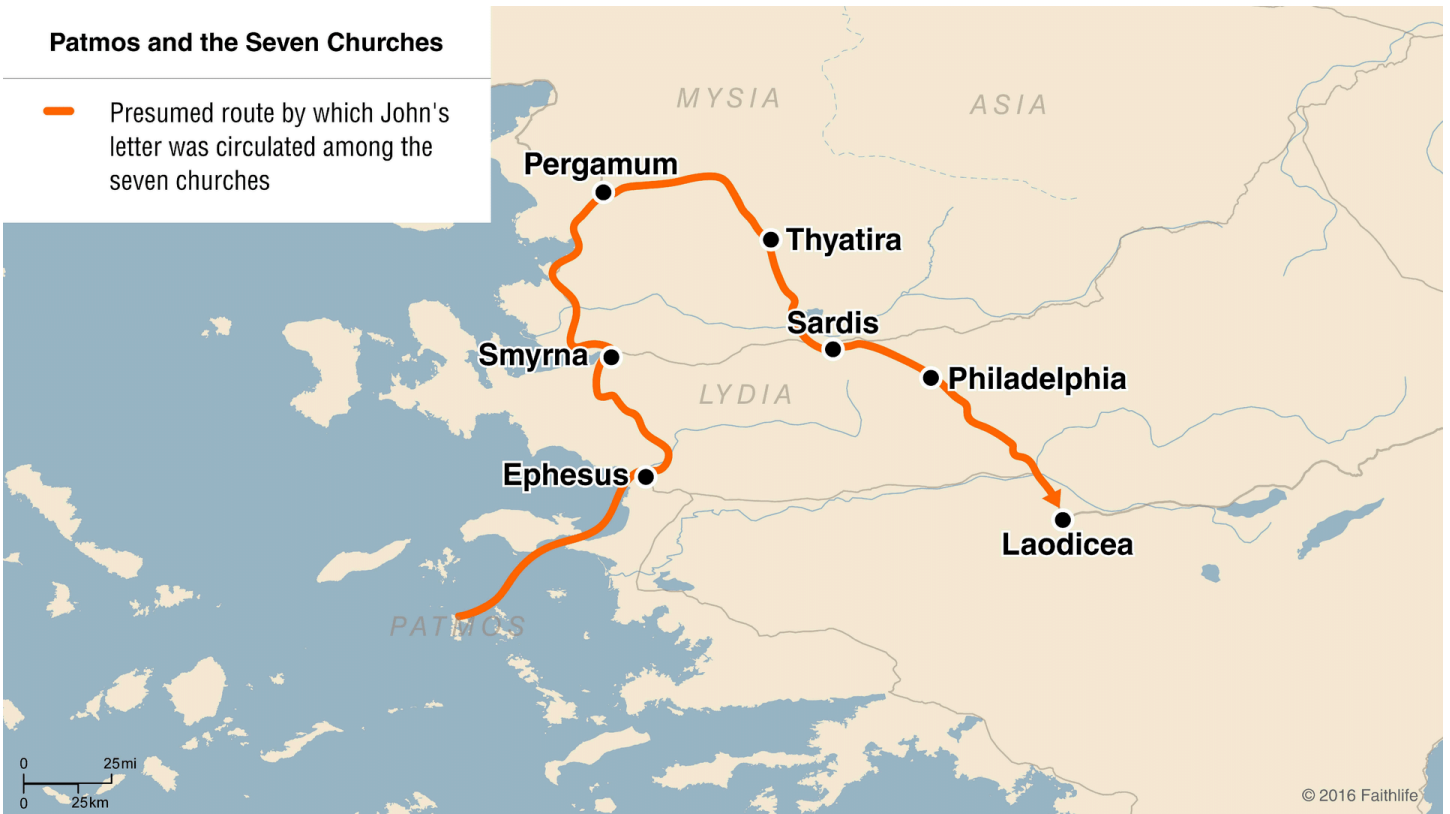 Patmos and the Seven Churches
Presumed route by which John's
letter was circulated among the
seven churches
MYSIA
ASIA
Pergamum
Thyatira
Sardis
Smyrna
Philadelphia
LYDIA
Ephesus
Laodicea
PATMOS
0 25mi
0 25km
© 2016 Faithlife